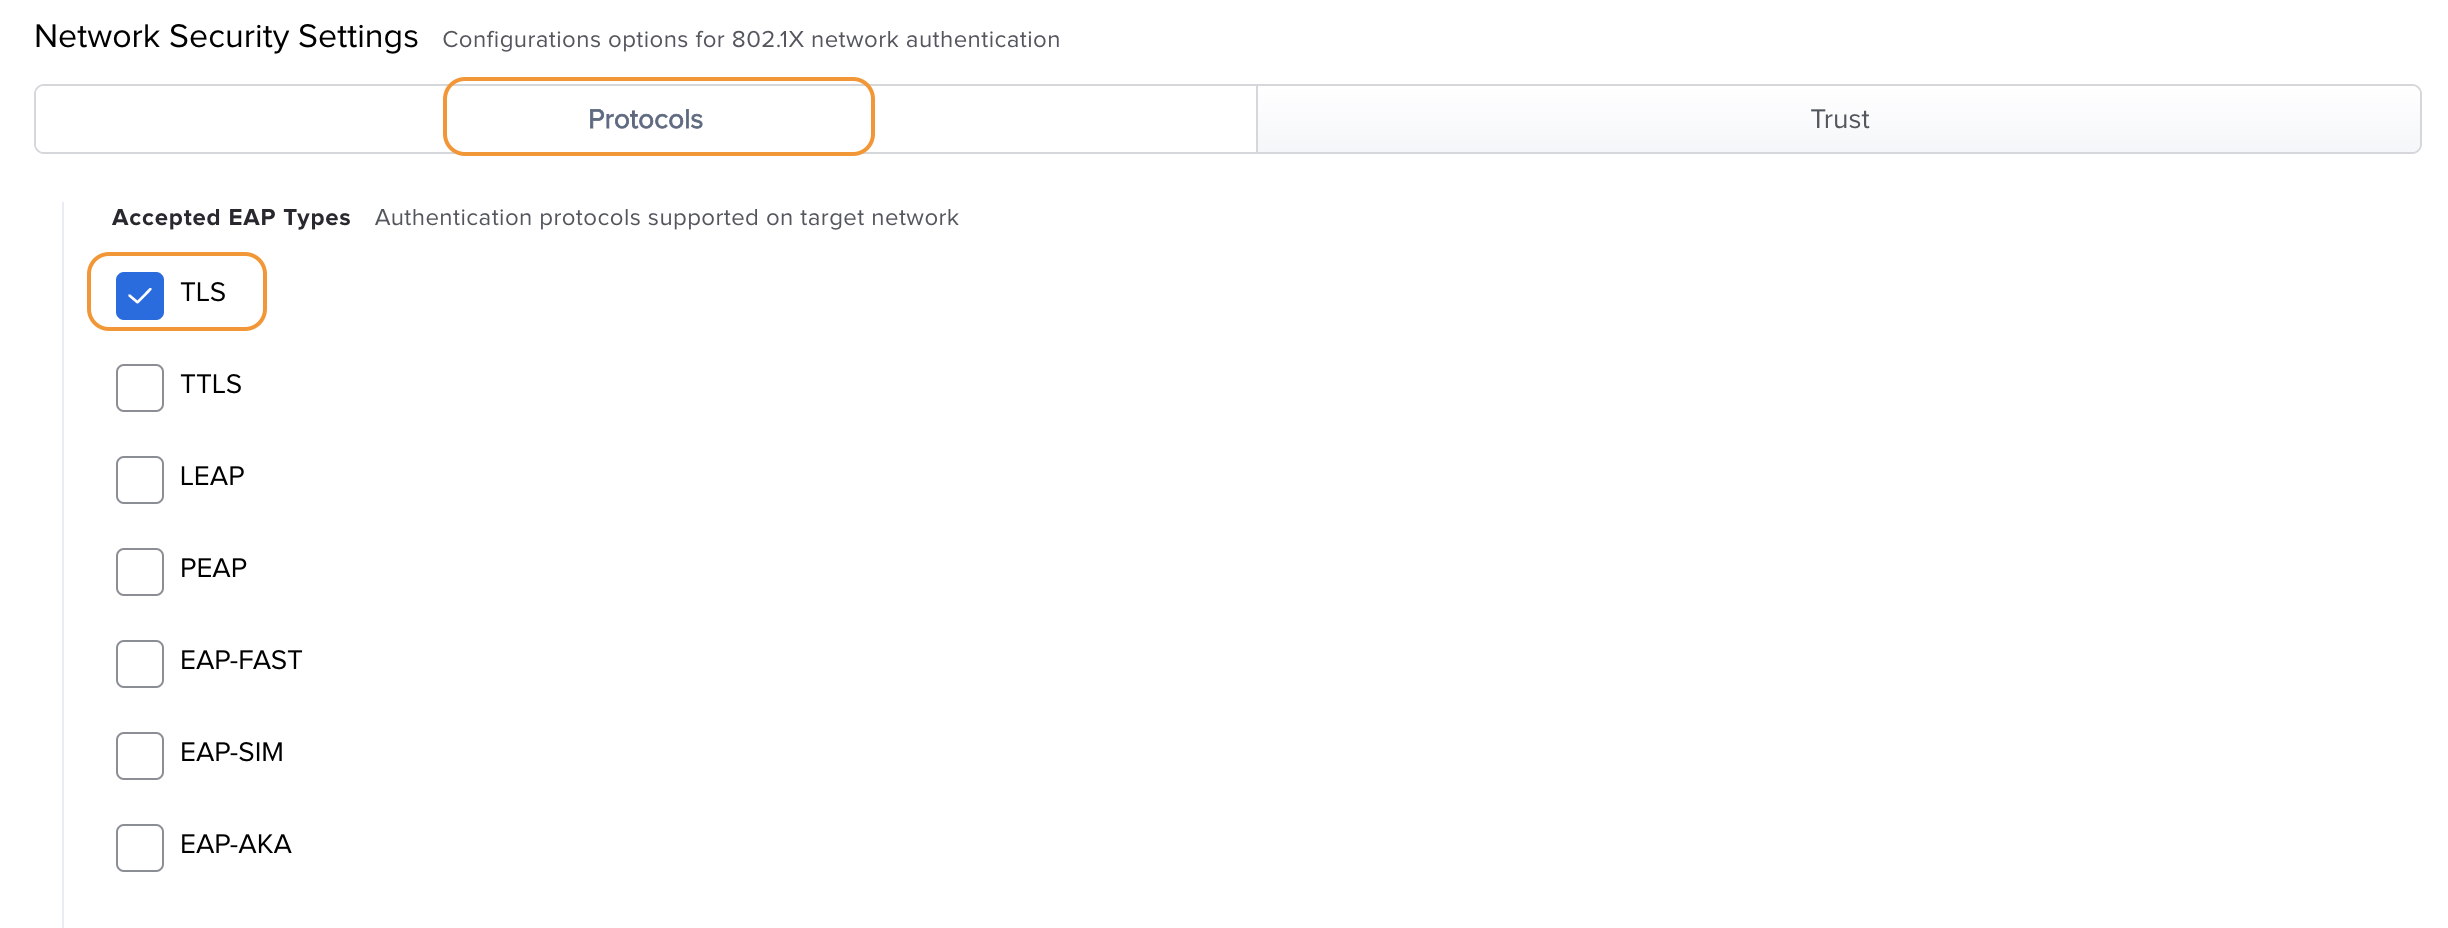 Network Security Settings Configurations options for 802.1X network authentication
Protocols Trust
Accepted EAP Types Authentication protocols supported on target network
TLS
TTLS
LEAP
PEAP
EAP-FAST
EAP-SIM
EAP-AKA